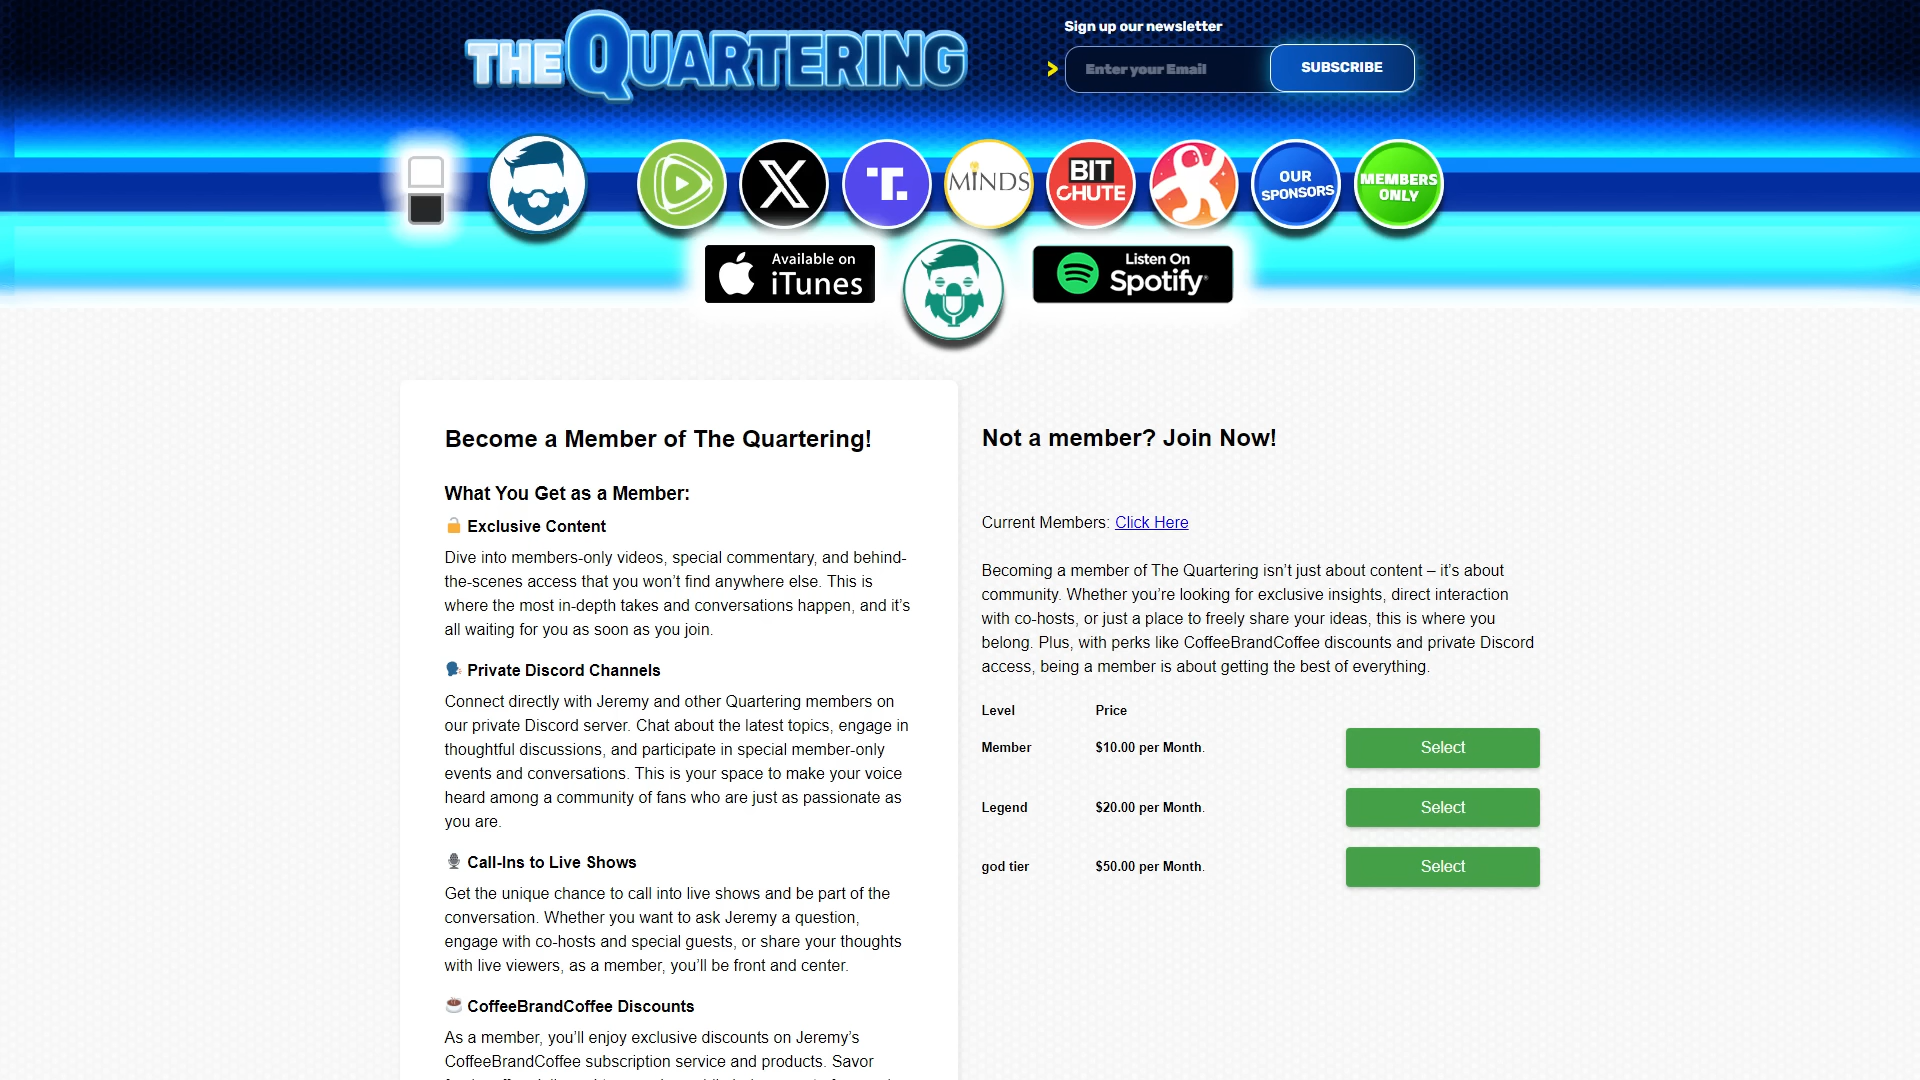 THE QUARTERING
Sign up our newsletter
Enter your Email
SUBSCRIBE
X
T.
MINDS
BIT
CHUTE
OUR
SPONSORS
MEMBERS
ONLY
Available on
iTunes
Listen On
Spotify®
Become a Member of The Quartering!
What You Get as a Member:
🔓 Exclusive Content
Dive into members-only videos, special commentary, and behind-
the-scenes access that you won’t find anywhere else. This is
where the most in-depth takes and conversations happen, and it’s
all waiting for you as soon as you join.
🗣️ Private Discord Channels
Connect directly with Jeremy and other Quartering members on
our private Discord server. Chat about the latest topics, engage in
thoughtful discussions, and participate in special member-only
events and conversations. This is your space to make your voice
heard among a community of fans who are just as passionate as
you are.
🎙️ Call-Ins to Live Shows
Get the unique chance to call into live shows and be part of the
conversation. Whether you want to ask Jeremy a question,
engage with co-hosts and special guests, or share your thoughts
with live viewers, as a member, you’ll be front and center.
☕ CoffeeBrandCoffee Discounts
As a member, you’ll enjoy exclusive discounts on Jeremy’s
CoffeeBrandCoffee subscription service and products. Savor
Not a member? Join Now!
Current Members: Click Here
Becoming a member of The Quartering isn’t just about content – it’s about
community. Whether you’re looking for exclusive insights, direct interaction
with co-hosts, or just a place to freely share your ideas, this is where you
belong. Plus, with perks like CoffeeBrandCoffee discounts and private Discord
access, being a member is about getting the best of everything.
Level Price
Member $10.00 per Month. Select
Legend $20.00 per Month. Select
god tier $50.00 per Month. Select